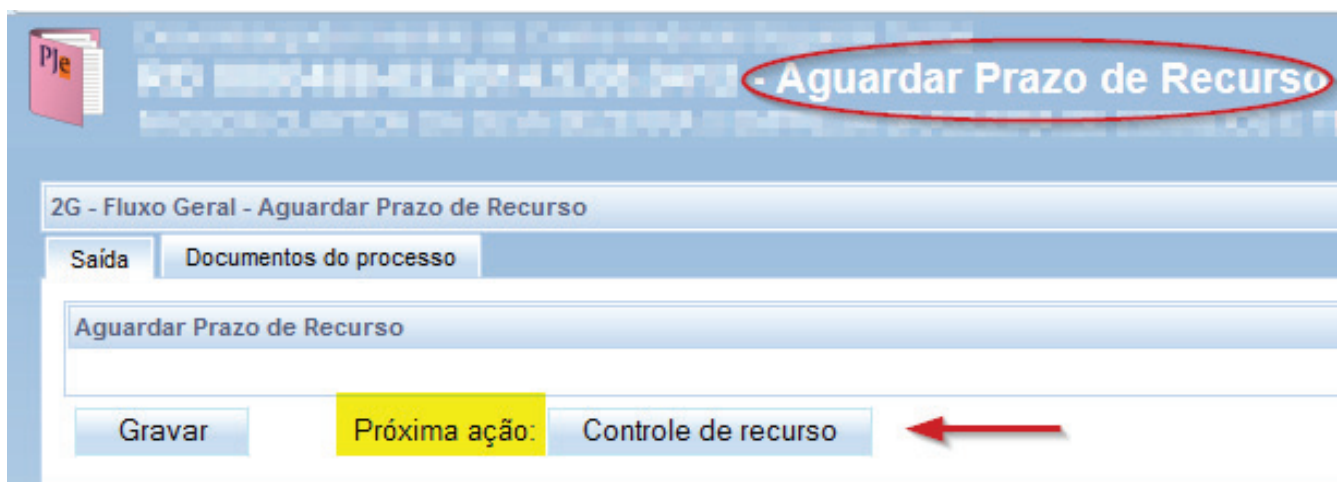 PJe
- Aguardar Prazo de Recurso
2G - Fluxo Geral - Aguardar Prazo de Recurso
Saída Documentos do processo
Aguardar Prazo de Recurso
Gravar Próxima ação: Controle de recurso